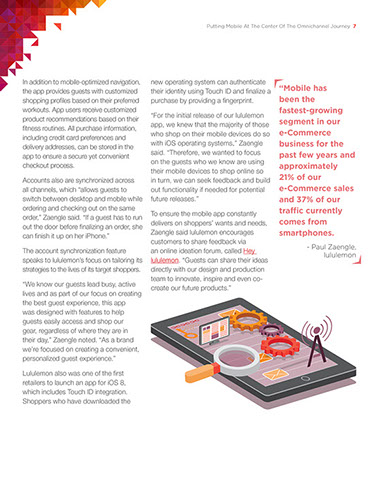 Putting Mobile At The Center Of The Omnichannel Journey 7
In addition to mobile-optimized navigation,
the app provides guests with customized
shopping profiles based on their preferred
workouts. App users receive customized
product recommendations based on their
fitness routines. All purchase information,
including credit card preferences and
delivery addresses, can be stored in the
app to ensure a secure yet convenient
checkout process.
Accounts also are synchronized across
all channels, which “allows guests to
switch between desktop and mobile while
ordering and checking out on the same
order,” Zaengle said. “If a guest has to run
out the door before finalizing an order, she
can finish it up on her iPhone.”
The account synchronization feature
speaks to lululemon’s focus on tailoring its
strategies to the lives of its target shoppers.
“We know our guests lead busy, active
lives and as part of our focus on creating
the best guest experience, this app
was designed with features to help
guests easily access and shop our
gear, regardless of where they are in
their day,” Zaengle noted. “As a brand
we’re focused on creating a convenient,
personalized guest experience.”
Lululemon also was one of the first
retailers to launch an app for iOS 8,
which includes Touch ID integration.
Shoppers who have downloaded the
new operating system can authenticate
their identity using Touch ID and finalize a
purchase by providing a fingerprint.
“For the initial release of our lululemon
app, we knew that the majority of those
who shop on their mobile devices do so
with iOS operating systems,” Zaengle
said. “Therefore, we wanted to focus
on the guests who we know are using
their mobile devices to shop online so
in turn, we can seek feedback and build
out functionality if needed for potential
future releases.”
To ensure the mobile app constantly
delivers on shoppers’ wants and needs,
Zaengle said lululemon encourages
customers to share feedback via
an online ideation forum, called Hey
lululemon. “Guests can share their ideas
directly with our design and production
team to innovate, inspire and even co-
create our future products.”
“Mobile has
been the
fastest-growing
segment in our
e-Commerce
business for the
past few years and
approximately
21% of our
e-Commerce sales
and 37% of our
traffic currently
comes from
smartphones.
- Paul Zaengle,
lululemon